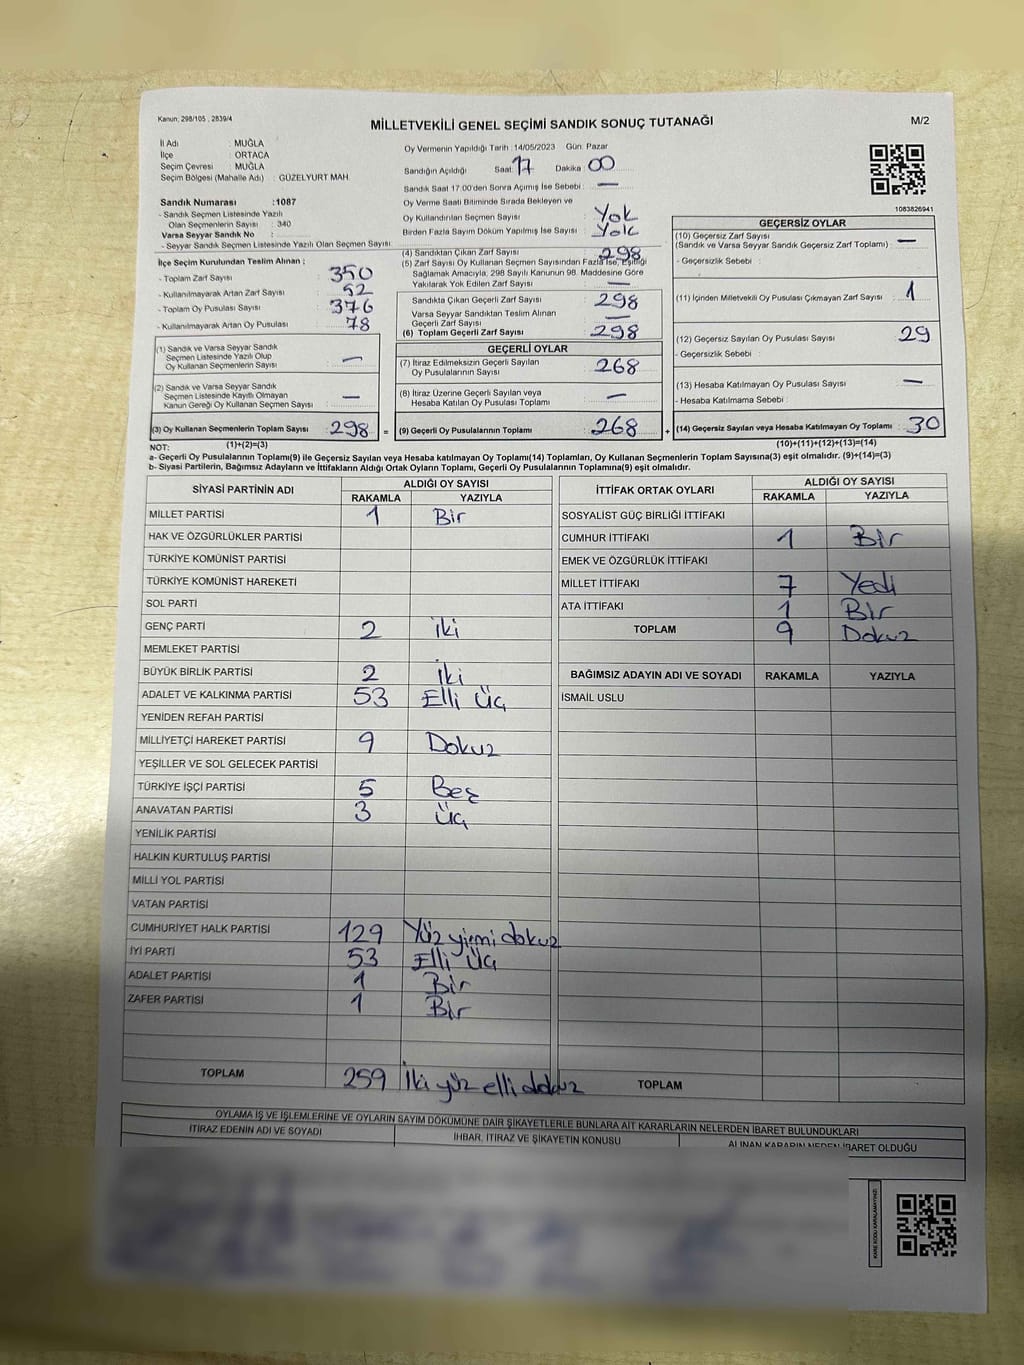 Kanun; 298/105 , 2839/4
MİLLETVEKİLİ GENEL SEÇİMİ SANDIK SONUÇ TUTANAĞI
M/2
İl Adı : MUĞLA
İlçe : ORTACA
Seçim Çevresi : MUĞLA
Seçim Bölgesi (Mahalle Adı) : GÜZELYURT MAH.
Oy Vermenin Yapıldığı Tarih :14/05/2023 Gün: Pazar
Sandığın Açıldığı Saat: 17 Dakika : 00
Sandık Saat 17:00'den Sonra Açımış İse Sebebi : —
Oy Verme Saati Bitiminde Sırada Bekleyen ve
Oy Kullandırılan Seçmen Sayısı : Yok
Birden Fazla Sayım Döküm Yapılmış İse Sayısı : Yok
1083826941
Sandık Numarası :1087
- Sandık Seçmen Listesinde Yazılı
Olan Seçmenlerin Sayısı : 340
Varsa Seyyar Sandık No :
- Seyyar Sandık Seçmen Listesinde Yazılı Olan Seçmen Sayısı:
İlçe Seçim Kurulundan Teslim Alınan ;
- Toplam Zarf Sayısı : 350
- Kullanılmayarak Artan Zarf Sayısı : 52
- Toplam Oy Pusulası Sayısı : 376
- Kullanılmayarak Artan Oy Pusulası : 78
(1) Sandık ve Varsa Seyyar Sandık
Seçmen Listesinde Yazılı Olup
Oy Kullanan Seçmenlerin Sayısı : —
(2) Sandık ve Varsa Seyyar Sandık
Seçmen Listesinde Kayıtlı Olmayan
Kanun Gereği Oy Kullanan Seçmen Sayısı : —
(3) Oy Kullanan Seçmenlerin Toplam Sayısı : 298 =
(4) Sandıktan Çıkan Zarf Sayısı : 298
(5) Zarf Sayısı Oy Kullanan Seçmen Sayısından Fazla İse, Eşitliği
Sağlamak Amacıyla, 298 Sayılı Kanunun 98. Maddesine Göre
Yakılarak Yok Edilen Zarf Sayısı : —
Sandıkta Çıkan Geçerli Zarf Sayısı : 298
Varsa Seyyar Sandıktan Teslim Alınan
Geçerli Zarf Sayısı : —
(6) Toplam Geçerli Zarf Sayısı : 298
GEÇERLİ OYLAR
(7) İtiraz Edilmeksizin Geçerli Sayılan
Oy Pusulalarının Sayısı : 268
(8) İtiraz Üzerine Geçerli Sayılan veya
Hesaba Katılan Oy Pusulası Toplamı : —
(9) Geçerli Oy Pusulalarının Toplamı : 268 +
GEÇERSİZ OYLAR
(10) Geçersiz Zarf Sayısı
(Sandık ve Varsa Seyyar Sandık Geçersiz Zarf Toplamı) : —
- Geçersizlik Sebebi :
(11) İçinden Milletvekili Oy Pusulası Çıkmayan Zarf Sayısı : 1
(12) Geçersiz Sayılan Oy Pusulası Sayısı : 29
- Geçersizlik Sebebi :
(13) Hesaba Katılmayan Oy Pusulası Sayısı : —
- Hesaba Katılmama Sebebi :
(14) Geçersiz Sayılan veya Hesaba Katılmayan Oy Toplamı : 30
NOT: (1)+(2)=(3)
(10)+(11)+(12)+(13)=(14)
a- Geçerli Oy Pusulalarının Toplamı(9) ile Geçersiz Sayılan veya Hesaba Katılmayan Oy Toplamı(14) Toplamları, Oy Kullanan Seçmenlerin Toplam Sayısına(3) eşit olmalıdır. (9)+(14)=(3)
b- Siyasi Partilerin, Bağımsız Adayların ve İttifakların Aldığı Ortak Oyların Toplamı, Geçerli Oy Pusulalarının Toplamına(9) eşit olmalıdır.
SİYASİ PARTİNİN ADI
ALDIĞI OY SAYISI
RAKAMLA YAZIYLA
MİLLET PARTİSİ 1 Bir
HAK VE ÖZGÜRLÜKLER PARTİSİ
TÜRKİYE KOMÜNİST PARTİSİ
TÜRKİYE KOMÜNİST HAREKETİ
SOL PARTİ
GENÇ PARTİ 2 iki
MEMLEKET PARTİSİ
BÜYÜK BİRLİK PARTİSİ 2 İki
ADALET VE KALKINMA PARTİSİ 53 Elli Üç
YENİDEN REFAH PARTİSİ
MİLLİYETÇİ HAREKET PARTİSİ 9 Dokuz
YEŞİLLER VE SOL GELECEK PARTİSİ
TÜRKİYE İŞÇİ PARTİSİ 5 Beş
ANAVATAN PARTİSİ 3 Üç
YENİLİK PARTİSİ
HALKIN KURTULUŞ PARTİSİ
MİLLİ YOL PARTİSİ
VATAN PARTİSİ
CUMHURİYET HALK PARTİSİ 129 Yüz yirmi dokuz
İYİ PARTİ 53 Elli Üç
ADALET PARTİSİ 1 Bir
ZAFER PARTİSİ 1 Bir
TOPLAM 259 İki yüz elli dokuz
İTTİFAK ORTAK OYLARI
ALDIĞI OY SAYISI
RAKAMLA YAZIYLA
SOSYALİST GÜÇ BİRLİĞİ İTTİFAKI
CUMHUR İTTİFAKI 1 Bir
EMEK VE ÖZGÜRLÜK İTTİFAKI
MİLLET İTTİFAKI 7 Yedi
ATA İTTİFAKI 1 Bir
TOPLAM 9 Dokuz
BAĞIMSIZ ADAYIN ADI VE SOYADI RAKAMLA YAZIYLA
İSMAİL USLU
TOPLAM
OYLAMA İŞ VE İŞLEMLERİNE VE OYLARIN SAYIM DÖKÜMÜNE DAİR ŞİKAYETLERLE BUNLARA AİT KARARLARIN NELERDEN İBARET BULUNDUKLARI
İTİRAZ EDENİN ADI VE SOYADI
İHBAR, İTİRAZ VE ŞİKAYETİN KONUSU
ALINAN KARARIN NEDEN İBARET OLDUĞU
KARE KODU KARALAMAYINIZ!